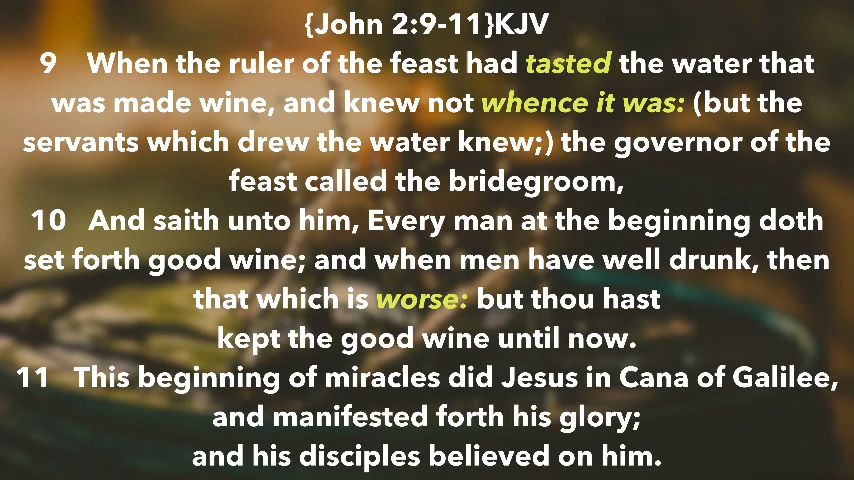 {John 2:9-11}KJV
9 When the ruler of the feast had tasted the water that
was made wine, and knew not whence it was: (but the
servants which drew the water knew;) the governor of the
feast called the bridegroom,
10 And saith unto him, Every man at the beginning doth
set forth good wine; and when men have well drunk, then
that which is worse: but thou hast
kept the good wine until now.
11 This beginning of miracles did Jesus in Cana of Galilee,
and manifested forth his glory;
and his disciples believed on him.